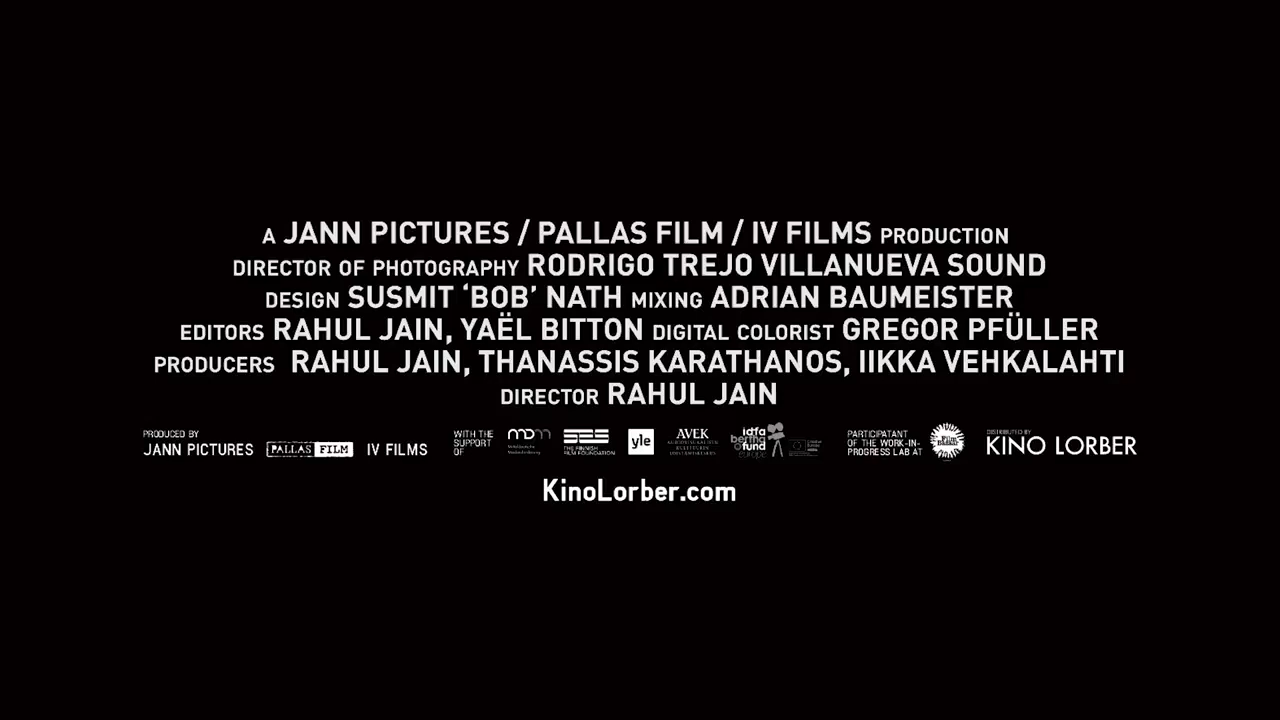 A JANN PICTURES / PALLAS FILM / IV FILMS PRODUCTION
DIRECTOR OF PHOTOGRAPHY RODRIGO TREJO VILLANUEVA SOUND
DESIGN SUSMIT ‘BOB’ NATH MIXING ADRIAN BAUMEISTER
EDITORS RAHUL JAIN, YAËL BITTON DIGITAL COLORIST GREGOR PFÜLLER
PRODUCERS RAHUL JAIN, THANASSIS KARATHANOS, IIKKA VEHKALAHTI
DIRECTOR RAHUL JAIN
PRODUCED BY
JANN PICTURES PALLAS FILM IV FILMS
WITH THE
SUPPORT
OF
THE FINNISH
FILM FOUNDATION
yle
AVEK
idfa
bertha
fund
europe
PARTICIPATANT
OF THE WORK-IN-
PROGRESS LAB AT
DISTRIBUTED BY
KINO LORBER
KinoLorber.com